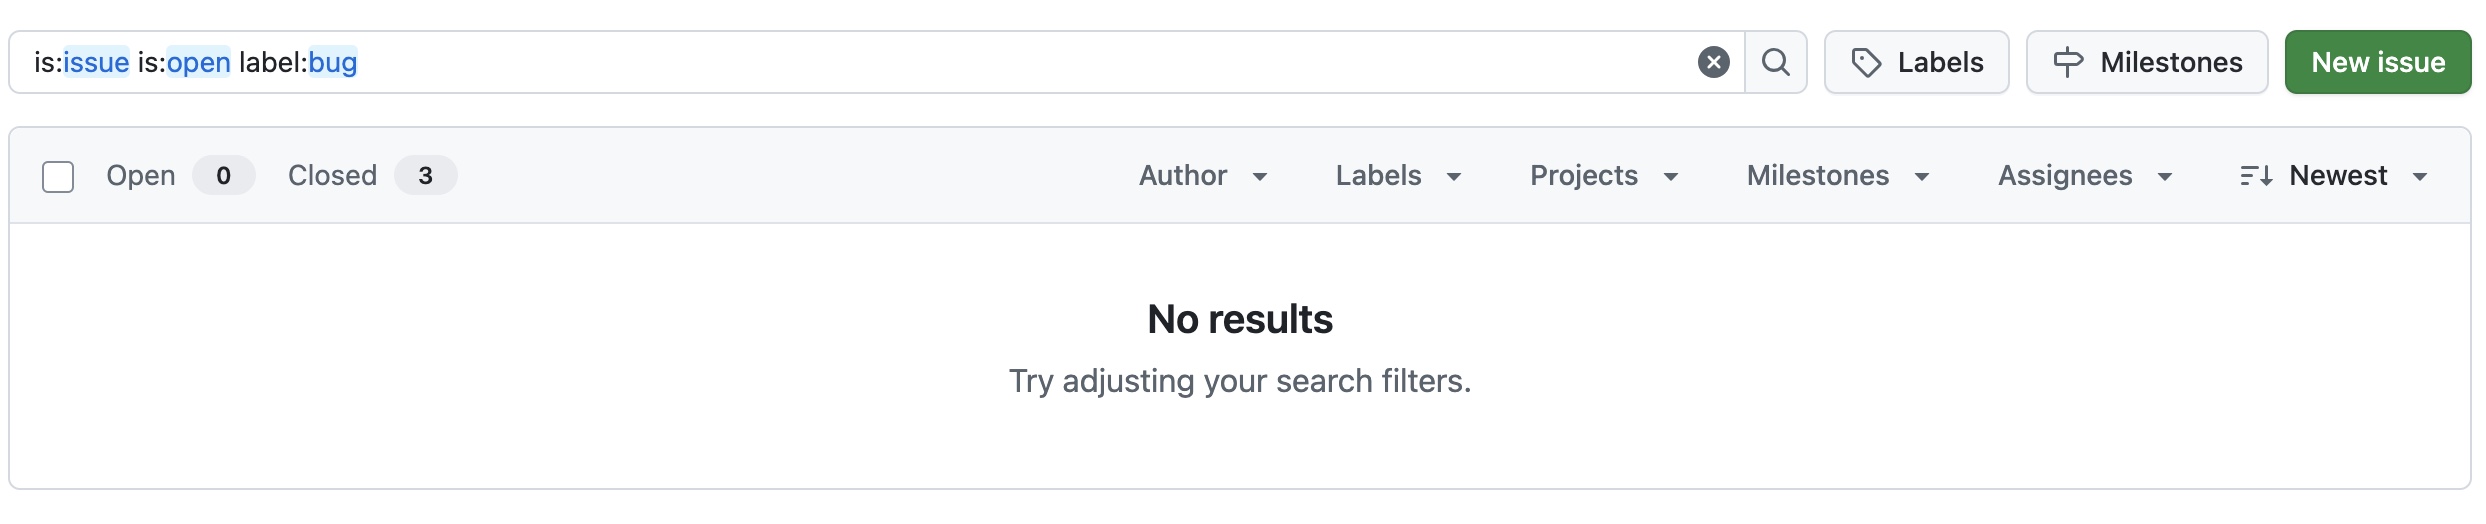 is:issue is:open label:bug Labels Milestones New issue
Open 0 Closed 3 Author Labels Projects Milestones Assignees Newest
No results
Try adjusting your search filters.